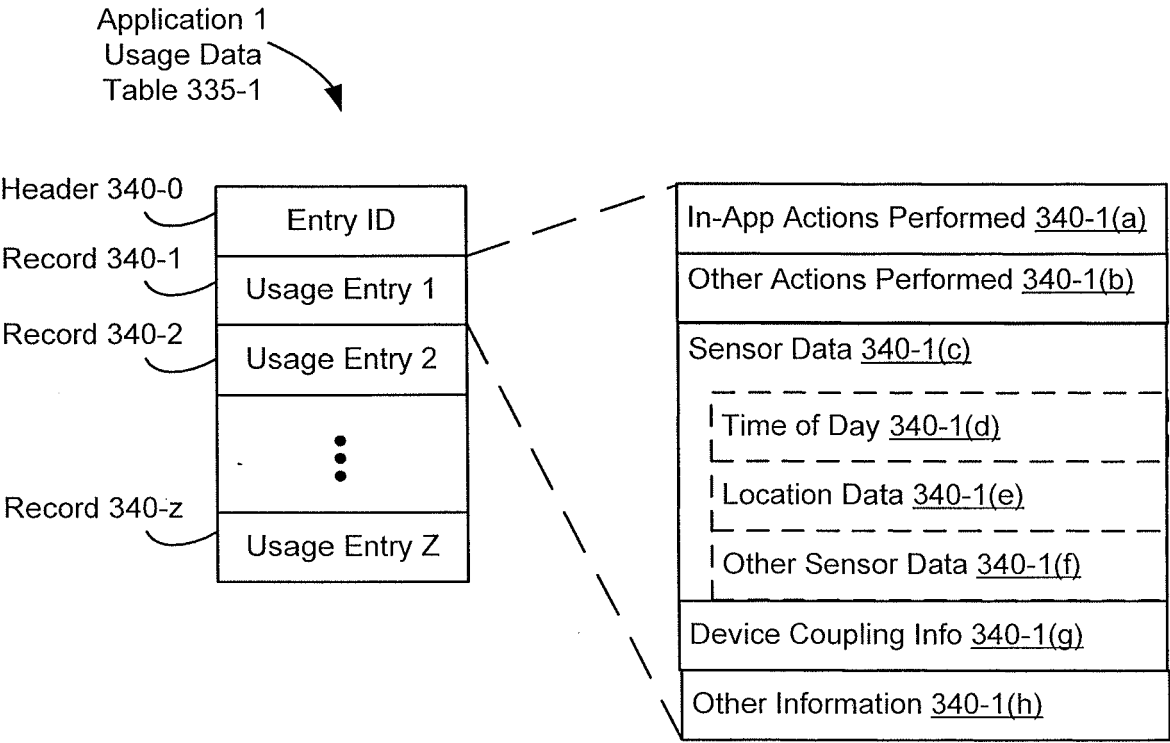 Application 1
Usage Data
Table 335-1
Header 340-0
Entry ID
Record 340-1
Usage Entry 1
Record 340-2
Usage Entry 2
Record 340-z
Usage Entry Z
In-App Actions Performed 340-1(a)
Other Actions Performed 340-1(b)
Sensor Data 340-1(c)
Time of Day 340-1(d)
Location Data 340-1(e)
Other Sensor Data 340-1(f)
Device Coupling Info 340-1(g)
Other Information 340-1(h)